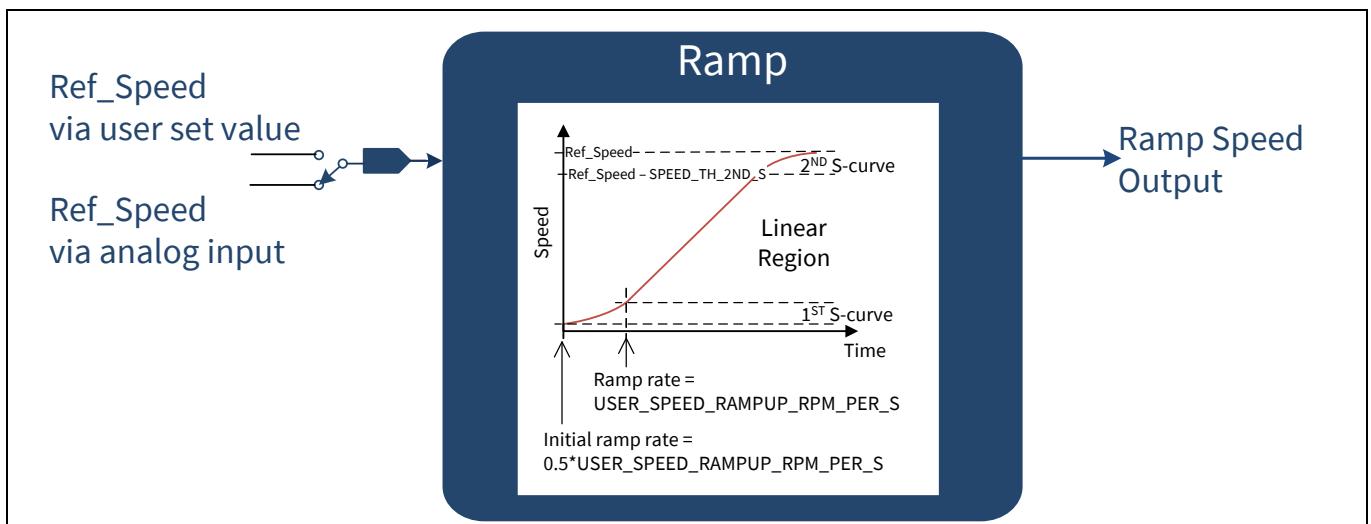 Ramp
Ref_Speed
via user set value
Ref_Speed
via analog input
Ramp Speed
Output
Ref_Speed
2ND S-curve
Ref_Speed – SPEED_TH_2ND_S
Speed
Linear
Region
1ST S-curve
Time
Ramp rate =
USER_SPEED_RAMPUP_RPM_PER_S
Initial ramp rate =
0.5*USER_SPEED_RAMPUP_RPM_PER_S